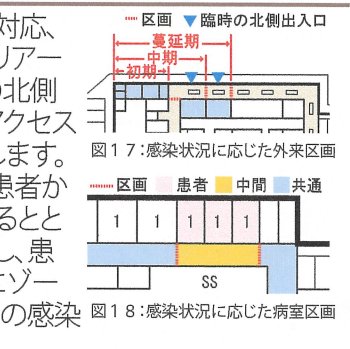 対応、
リアー
北側
アクセス
します。
患者か
るとと
し、患
ゾー
の感染
区画 臨時の北側出入口
蔓延期
中期
初期
図17:感染状況に応じた外来区画
区画 患者 中間 共通
1 1 1 1 1
SS
図18:感染状況に応じた病室区画